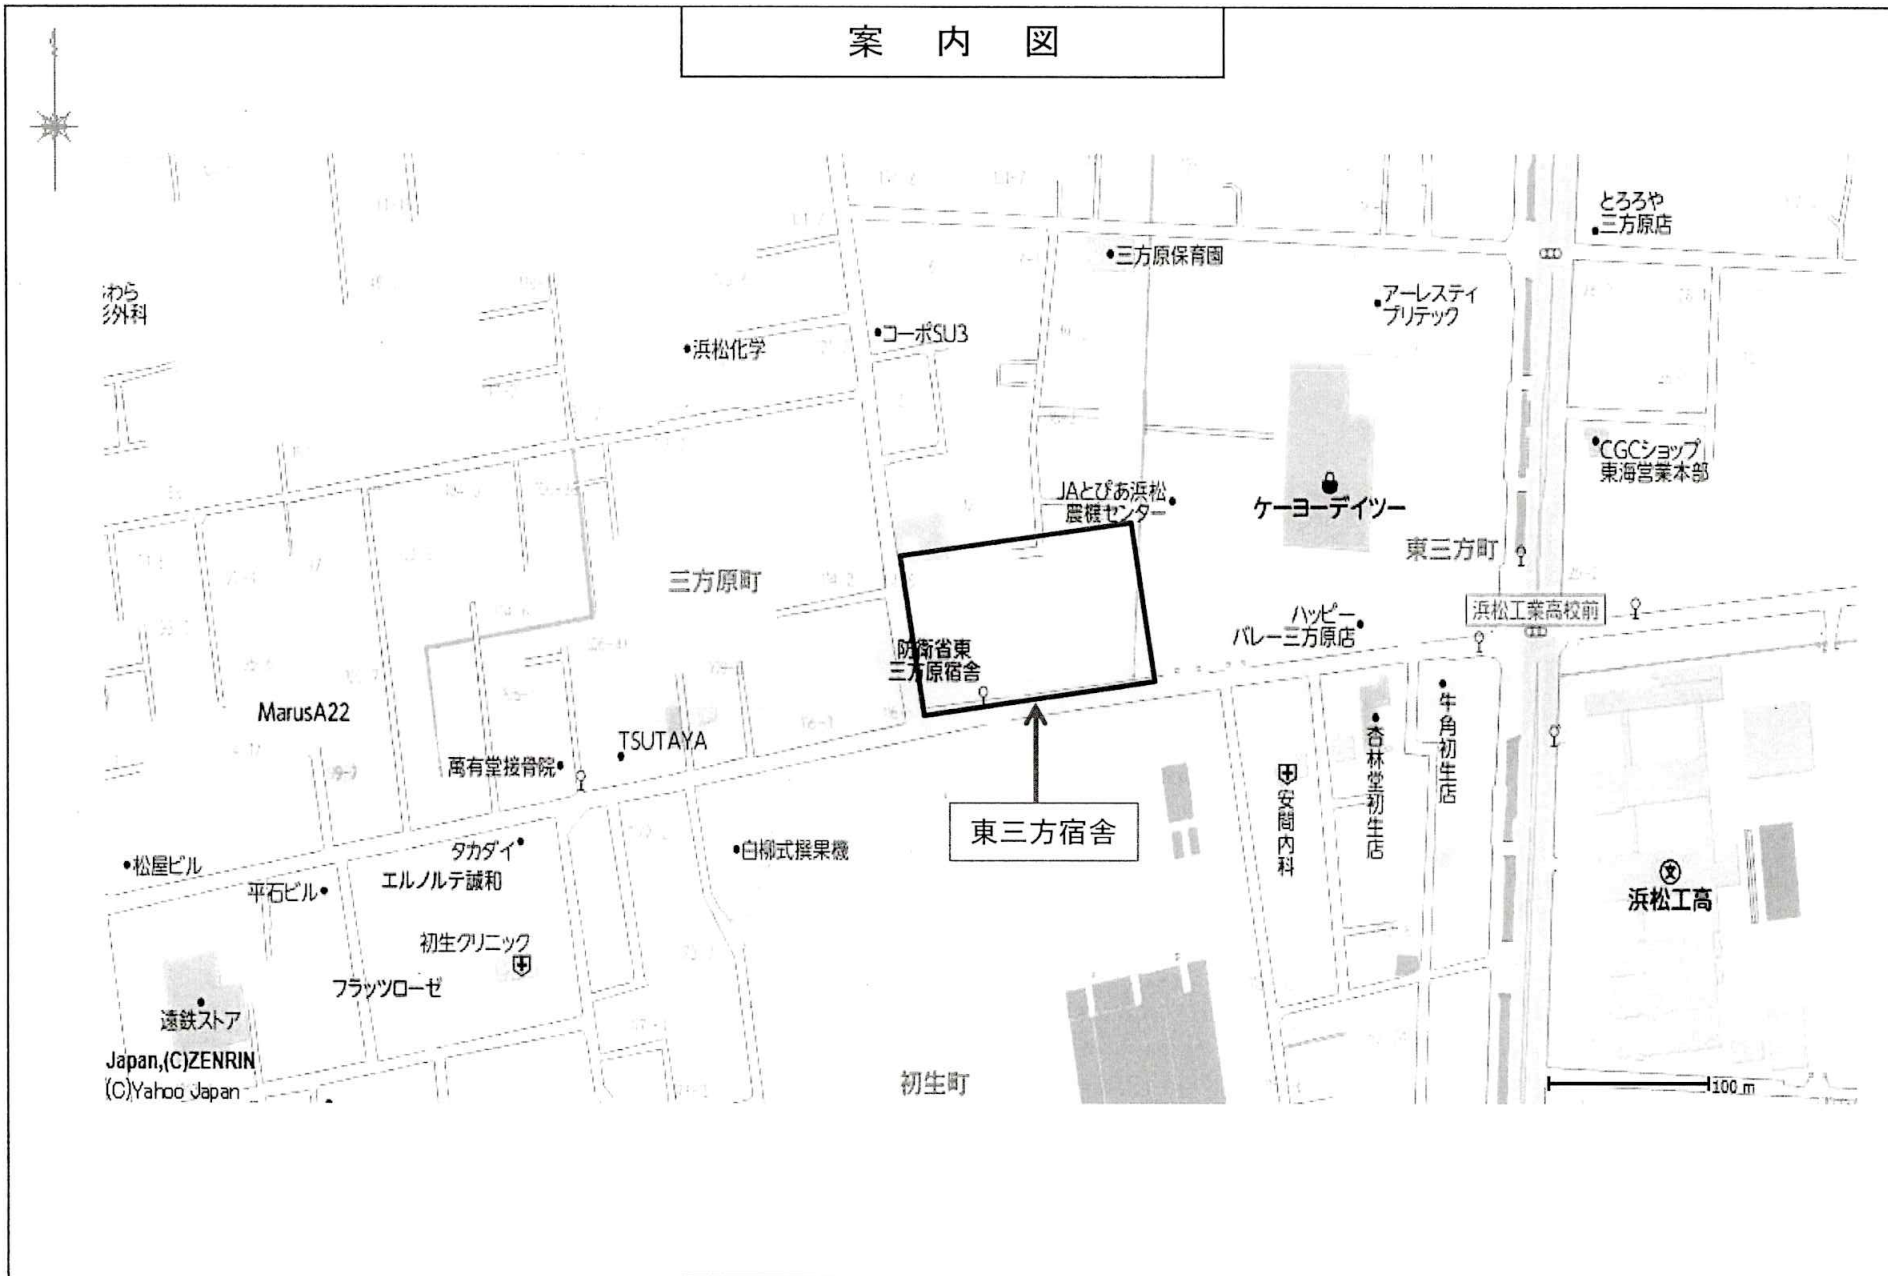 案内図
とろろや
三方原店
三方原保育園
アーレスティ
プリテック
コーポSU3
浜松化学
CGCショップ
東海営業本部
JAとぴあ浜松
農機センター
ケーヨーデイツー
東三方町
三方原町
浜松工業高校前
ハッピー
バレー三方原店
防衛省東
三方原宿舎
牛角初生店
MarusA22
TSUTAYA
杏林堂初生店
萬有堂接骨院
安間内科
東三方宿舎
タカダイ
白柳式撰果機
松屋ビル
エルノルテ誠和
平石ビル
浜松工高
初生クリニック
フラッツローゼ
遠鉄ストア
Japan,(C)ZENRIN
(C)Yahoo Japan
初生町
100 m